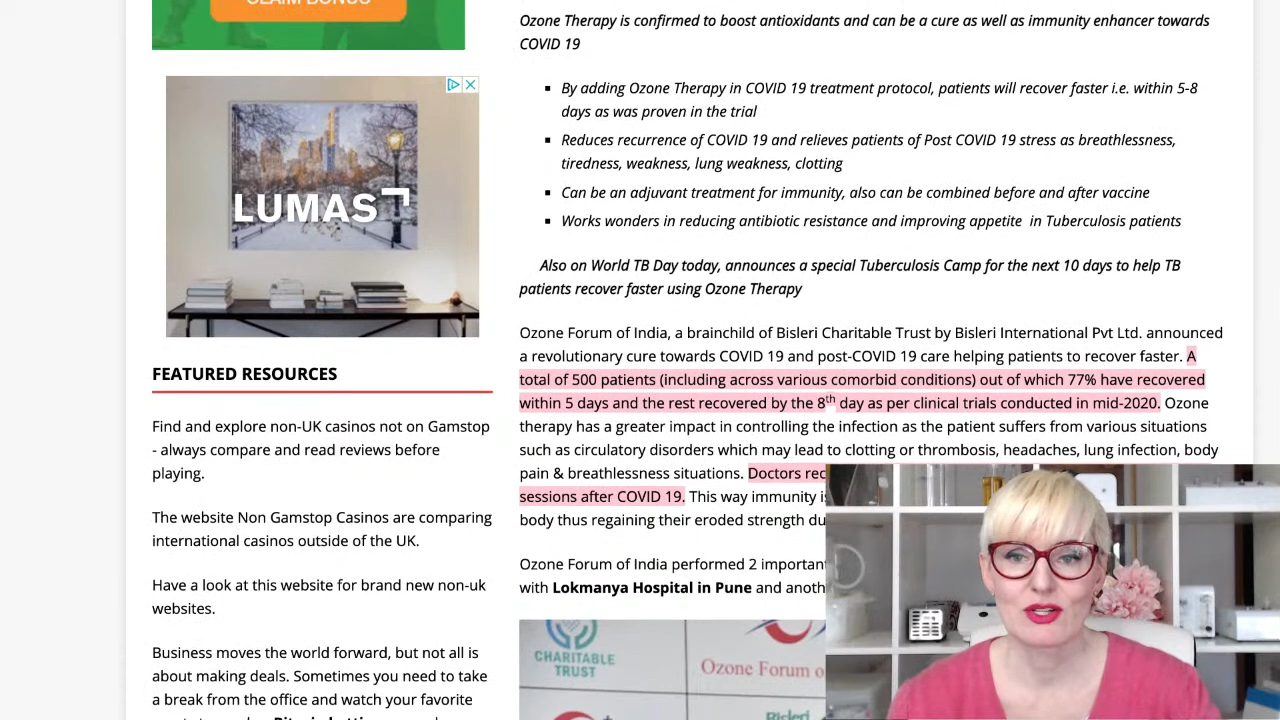 CLAIM BONUS
LUMAS
FEATURED RESOURCES
Find and explore non-UK casinos not on Gamstop
- always compare and read reviews before
playing.
The website Non Gamstop Casinos are comparing
international casinos outside of the UK.
Have a look at this website for brand new non-uk
websites.
Business moves the world forward, but not all is
about making deals. Sometimes you need to take
a break from the office and watch your favorite
Ozone Therapy is confirmed to boost antioxidants and can be a cure as well as immunity enhancer towards
COVID 19
▪ By adding Ozone Therapy in COVID 19 treatment protocol, patients will recover faster i.e. within 5-8
days as was proven in the trial
▪ Reduces recurrence of COVID 19 and relieves patients of Post COVID 19 stress as breathlessness,
tiredness, weakness, lung weakness, clotting
▪ Can be an adjuvant treatment for immunity, also can be combined before and after vaccine
▪ Works wonders in reducing antibiotic resistance and improving appetite in Tuberculosis patients
Also on World TB Day today, announces a special Tuberculosis Camp for the next 10 days to help TB
patients recover faster using Ozone Therapy
Ozone Forum of India, a brainchild of Bisleri Charitable Trust by Bisleri International Pvt Ltd. announced
a revolutionary cure towards COVID 19 and post-COVID 19 care helping patients to recover faster. A
total of 500 patients (including across various comorbid conditions) out of which 77% have recovered
within 5 days and the rest recovered by the 8th day as per clinical trials conducted in mid-2020. Ozone
therapy has a greater impact in controlling the infection as the patient suffers from various situations
such as circulatory disorders which may lead to clotting or thrombosis, headaches, lung infection, body
pain & breathlessness situations. Doctors rec
sessions after COVID 19. This way immunity i
body thus regaining their eroded strength du
Ozone Forum of India performed 2 important
with Lokmanya Hospital in Pune and anoth
CHARITABLE
TRUST
Ozone Forum o
Bisleri